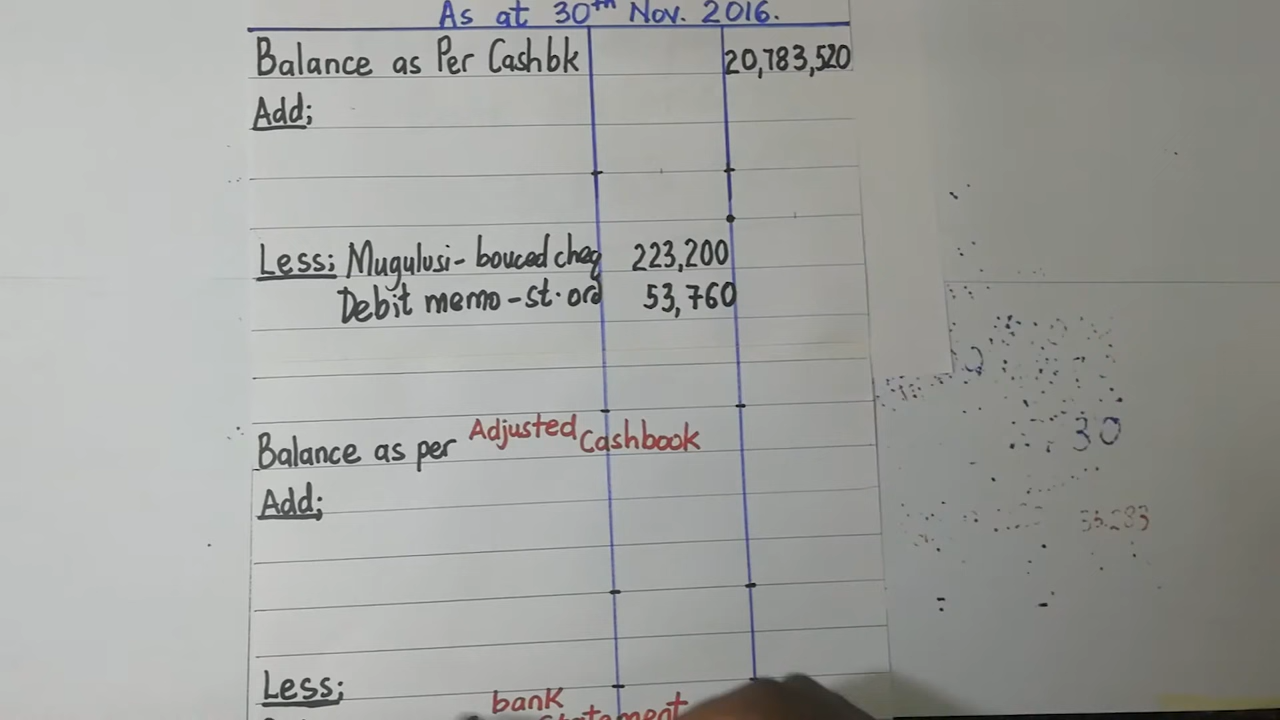 As at 30th Nov. 2016.
Balance as Per Cashbk 20,783,520
Add;
Less; Mugulusi - bouced cheq 223,200
Debit memo - st. ord 53,760
Balance as per Adjusted Cashbook
Add;
Less;
bank
30